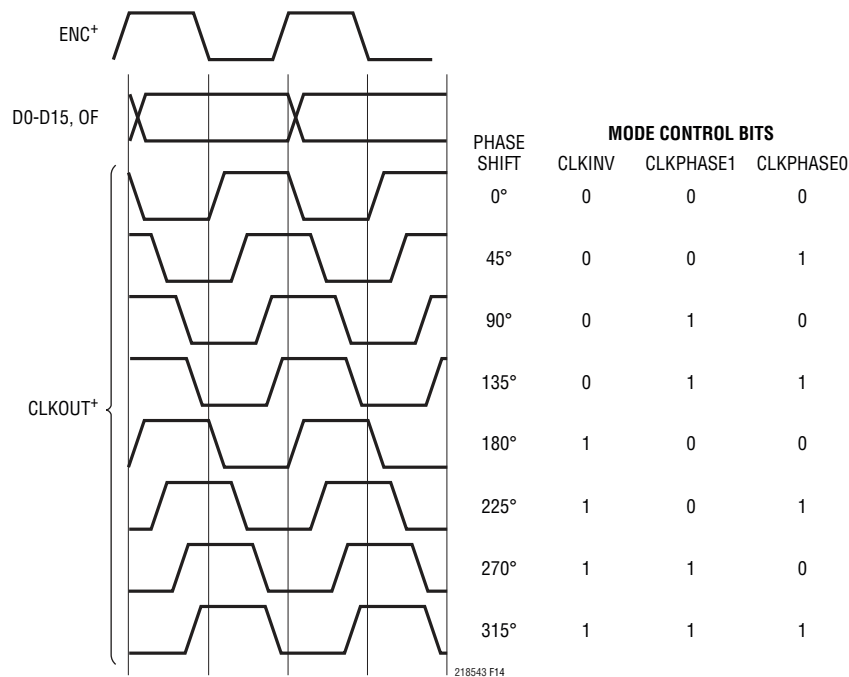 ENC+
D0-D15, OF
MODE CONTROL BITS
PHASE SHIFT CLKINV CLKPHASE1 CLKPHASE0
0° 0 0 0
45° 0 0 1
90° 0 1 0
135° 0 1 1
CLKOUT+
180° 1 0 0
225° 1 0 1
270° 1 1 0
315° 1 1 1
218543 F14